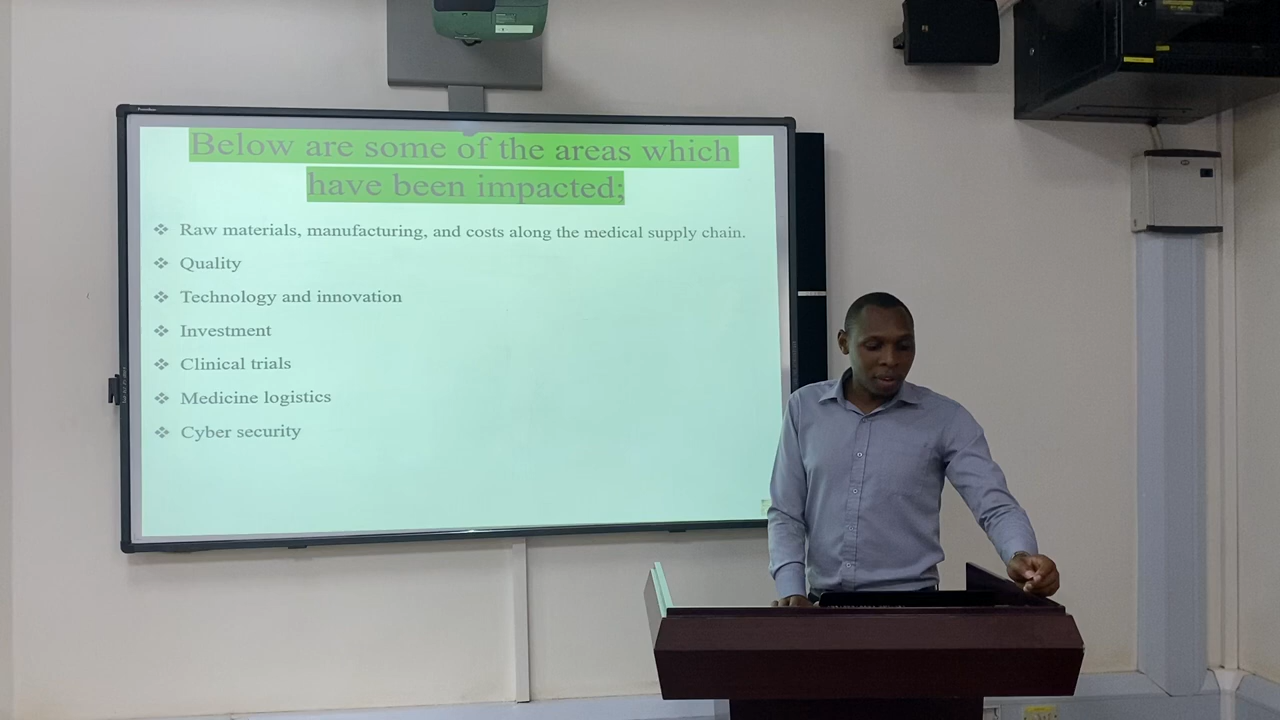 Below are some of the areas which
have been impacted;
❖ Raw materials, manufacturing, and costs along the medical supply chain.
❖ Quality
❖ Technology and innovation
❖ Investment
❖ Clinical trials
❖ Medicine logistics
❖ Cyber security